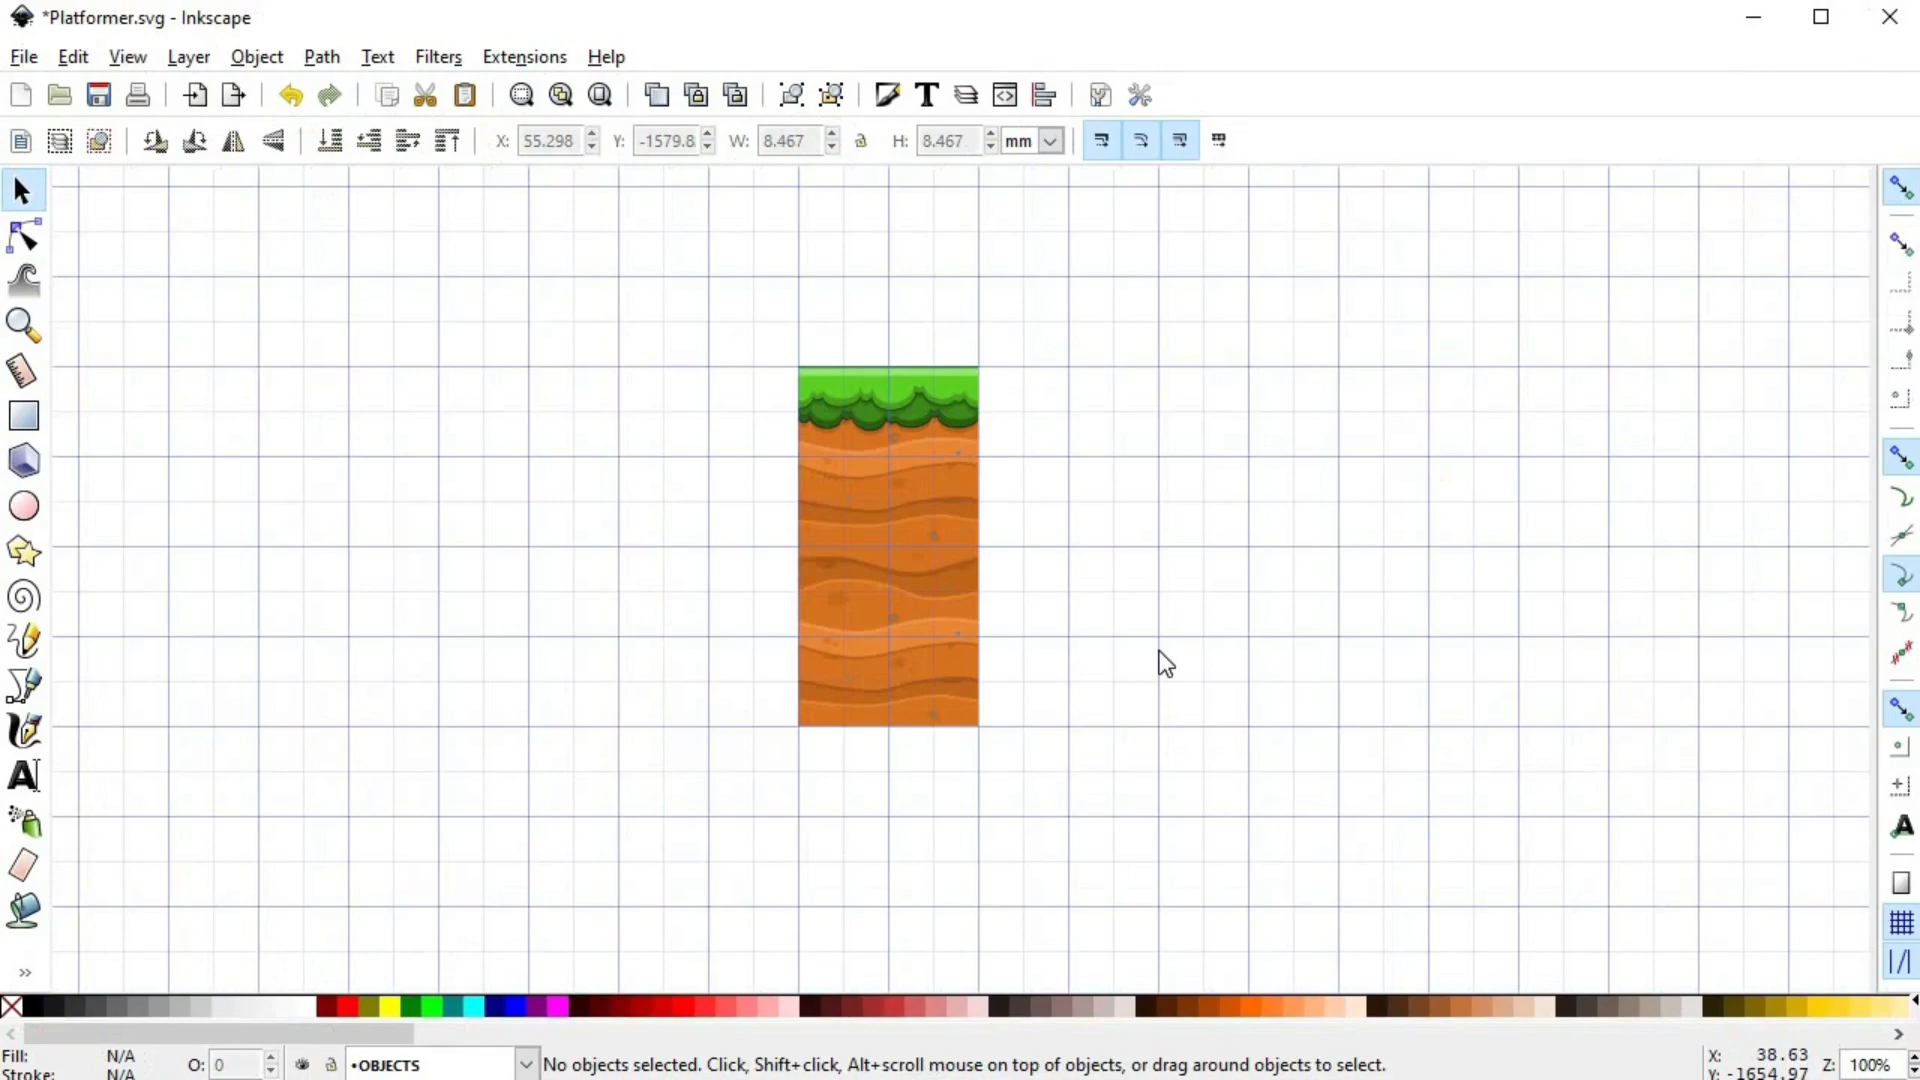 *Platformer.svg - Inkscape
File Edit View Layer Object Path Text Filters Extensions Help
X: 55.298 Y: -1579.8 W: 8.467 H: 8.467 mm
Fill: N/A
Stroke: N/A
O: 0
•OBJECTS
No objects selected. Click, Shift+click, Alt+scroll mouse on top of objects, or drag around objects to select.
X: 38.63
Y: -1654.97
Z: 100%